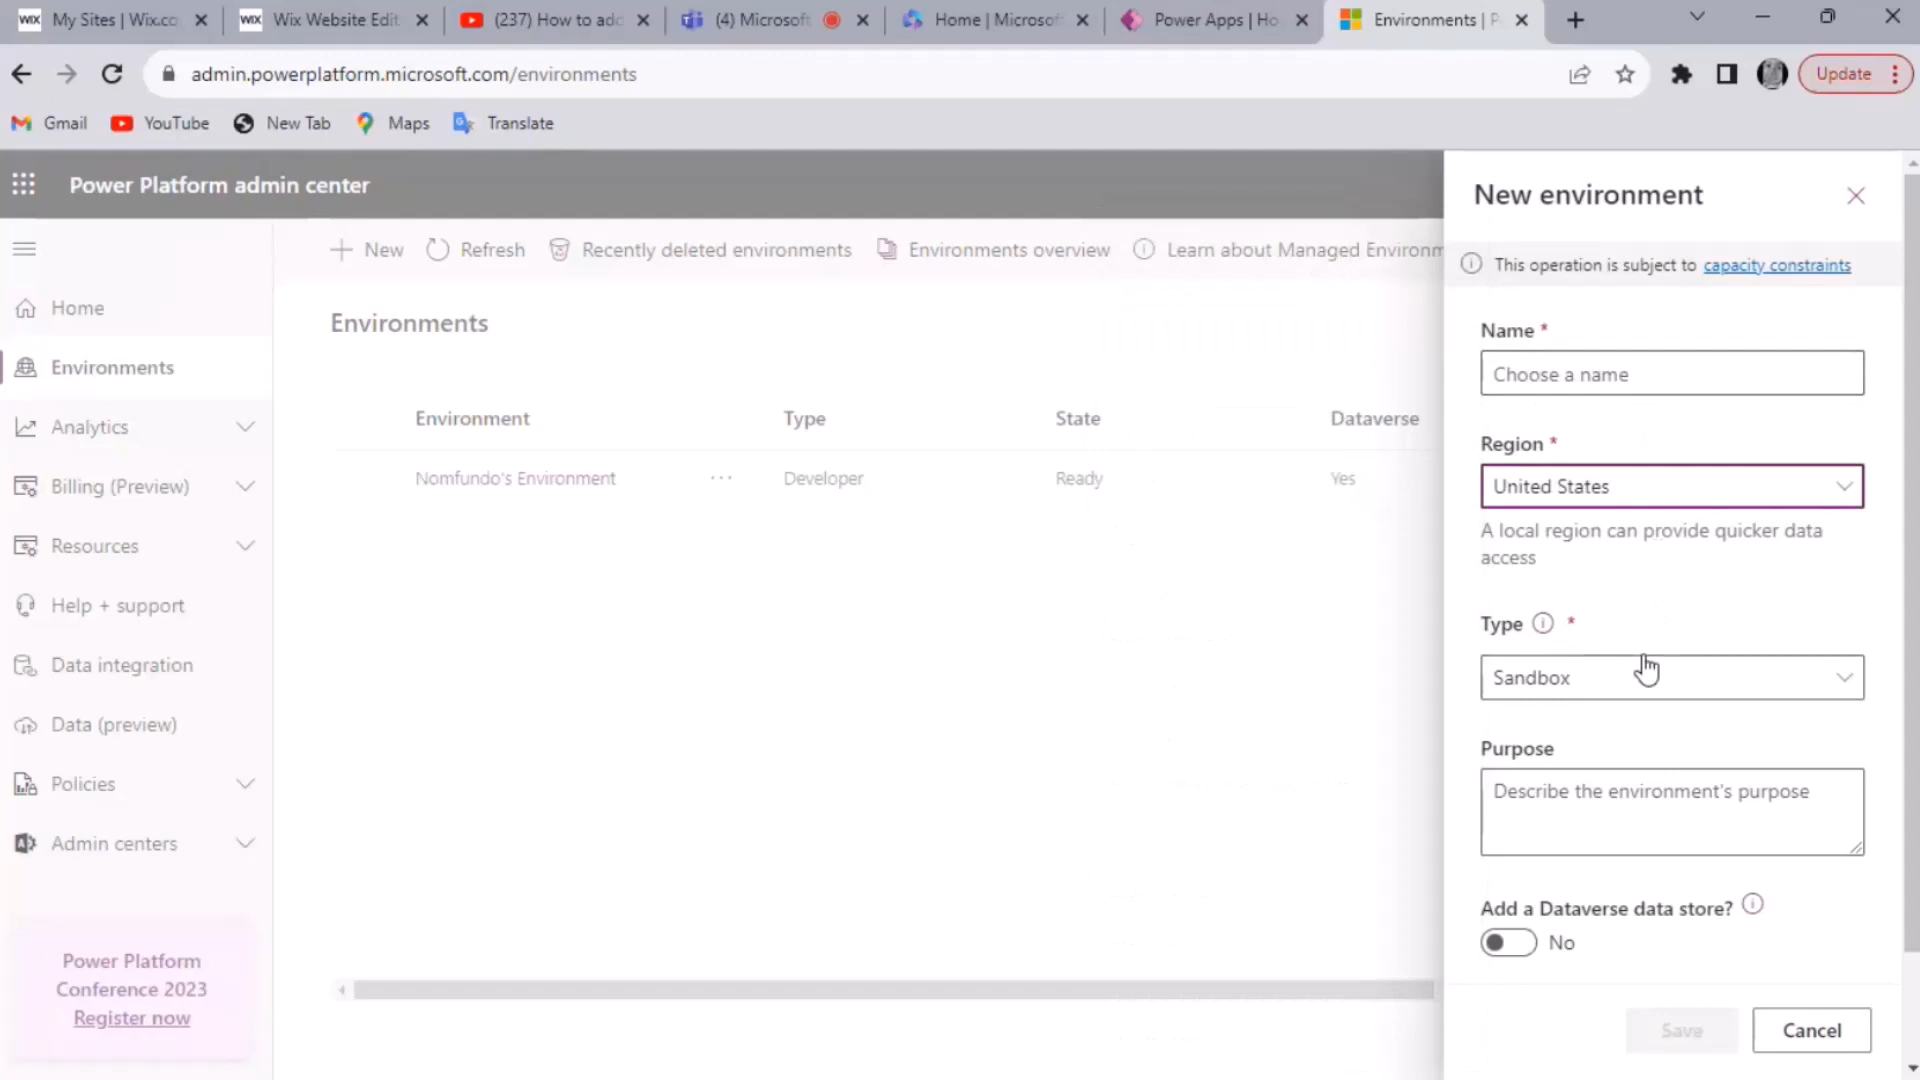 WIX My Sites | Wix.co
WIX Wix Website Edit
(237) How to add
(4) Microsoft
Home | Microsof
Power Apps | Ho
Environments | P
admin.powerplatform.microsoft.com/environments
Update
Gmail
YouTube
New Tab
Maps
Translate
Power Platform admin center
New
Refresh
Recently deleted environments
Environments overview
Learn about Managed Environm
Home
Environments
Analytics
Billing (Preview)
Resources
Help + support
Data integration
Data (preview)
Policies
Admin centers
Power Platform
Conference 2023
Register now
Environments
Environment Type State Dataverse
Nomfundo's Environment ... Developer Ready Yes
New environment
This operation is subject to capacity constraints
Name *
Choose a name
Region *
United States
A local region can provide quicker data
access
Type *
Sandbox
Purpose
Describe the environment's purpose
Add a Dataverse data store?
No
Save
Cancel